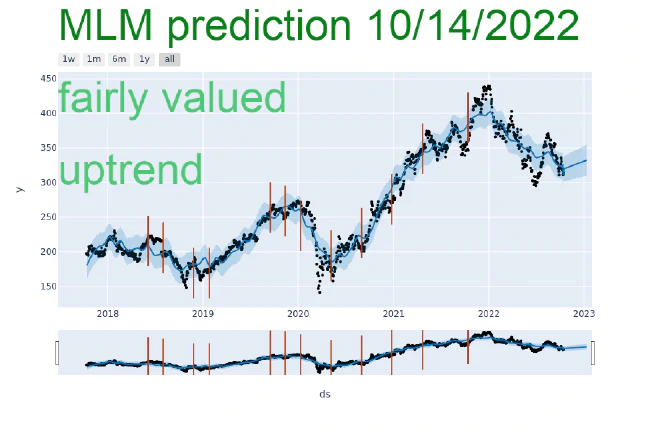 MLM prediction 10/14/2022
1w 1m 6m 1y all
fairly valued
uptrend
450
400
350
300
250
200
150
y
2018 2019 2020 2021 2022 2023
ds